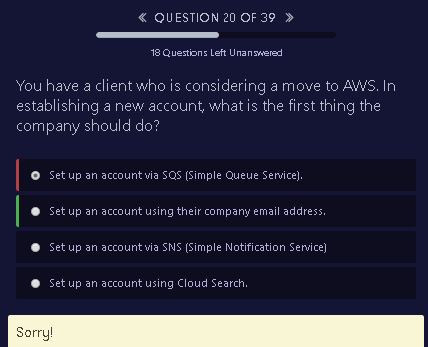 « QUESTION 20 OF 39 »
18 Questions Left Unanswered
You have a client who is considering a move to AWS. In
establishing a new account, what is the first thing the
company should do?
Set up an account via SQS (Simple Queue Service).
Set up an account using their company email address.
Set up an account via SNS (Simple Notification Service)
Set up an account using Cloud Search.
Sorry!